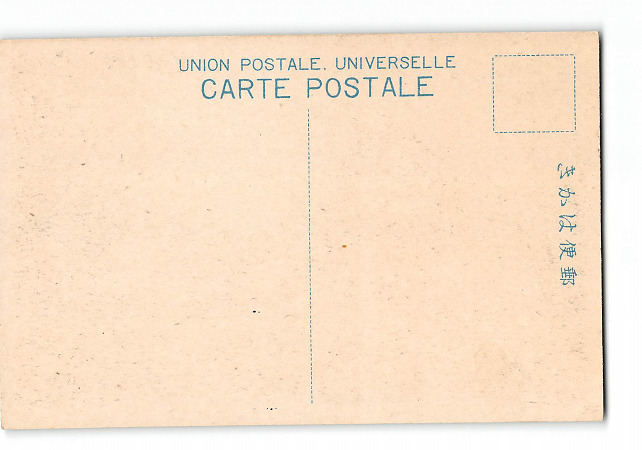 UNION POSTALE. UNIVERSELLE
CARTE POSTALE
きかは便郵